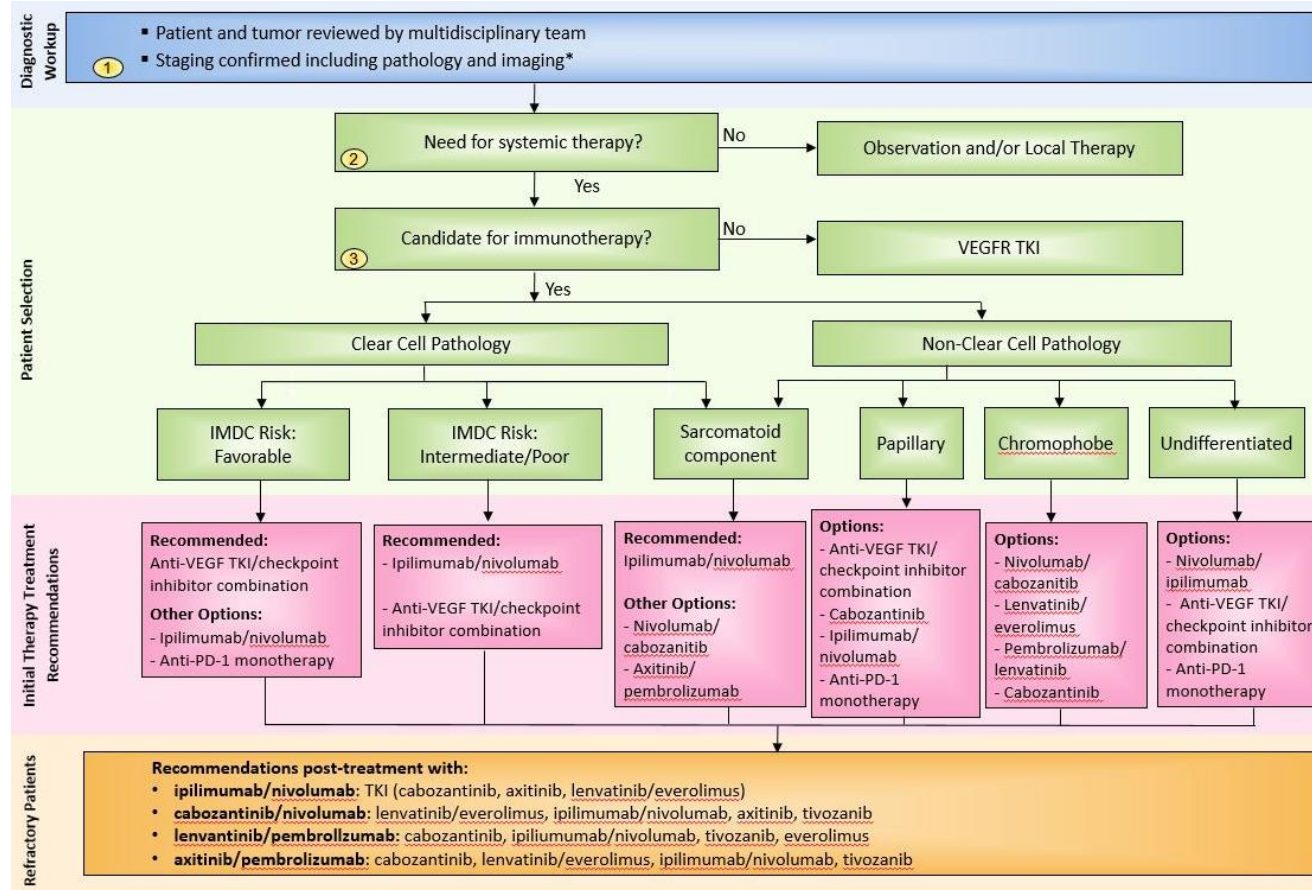 Diagnostic
Workup
▪ Patient and tumor reviewed by multidisciplinary team
1
▪ Staging confirmed including pathology and imaging*
Patient Selection
Need for systemic therapy?
2
No
Observation and/or Local Therapy
Yes
Candidate for immunotherapy?
3
No
VEGFR TKI
Yes
Clear Cell Pathology
Non-Clear Cell Pathology
IMDC Risk:
Favorable
IMDC Risk:
Intermediate/Poor
Sarcomatoid
component
Papillary
Chromophobe
Undifferentiated
Initial Therapy Treatment
Recommendations
Recommended:
Anti-VEGF TKI/checkpoint
inhibitor combination
Other Options:
- Ipilimumab/nivolumab
- Anti-PD-1 monotherapy
Recommended:
- Ipilimumab/nivolumab
- Anti-VEGF TKI/checkpoint
inhibitor combination
Recommended:
Ipilimumab/nivolumab
Other Options:
- Nivolumab/
cabozanitib
- Axitinib/
pembrolizumab
Options:
- Anti-VEGF TKI/
checkpoint inhibitor
combination
- Cabozantinib
- Ipilimumab/
nivolumab
- Anti-PD-1
monotherapy
Options:
- Nivolumab/
cabozanitib
- Lenvatinib/
everolimus
- Pembrolizumab/
lenvatinib
- Cabozantinib
Options:
- Nivolumab/
ipilimumab
- Anti-VEGF TKI/
checkpoint inhibitor
combination
- Anti-PD-1
monotherapy
Refractory Patients
Recommendations post-treatment with:
• ipilimumab/nivolumab: TKI (cabozantinib, axitinib, lenvatinib/everolimus)
• cabozantinib/nivolumab: lenvatinib/everolimus, ipilimumab/nivolumab, axitinib, tivozanib
• lenvantinib/pembrollzumab: cabozantinib, ipiliumumab/nivolumab, tivozanib, everolimus
• axitinib/pembrolizumab: cabozantinib, lenvatinib/everolimus, ipilimumab/nivolumab, tivozanib